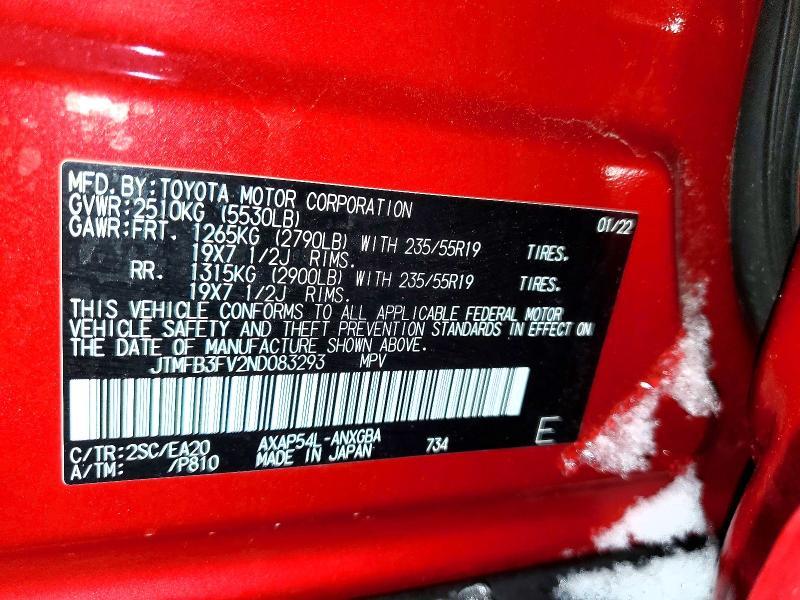 MFD. BY: TOYOTA MOTOR CORPORATION 01/22
GVWR: 2510KG (5530LB)
GAWR: FRT. 1265KG (2790LB) WITH 235/55R19 TIRES.
19X7 1/2J RIMS.
RR. 1315KG (2900LB) WITH 235/55R19 TIRES.
19X7 1/2J RIMS.
THIS VEHICLE CONFORMS TO ALL APPLICABLE FEDERAL MOTOR
VEHICLE SAFETY AND THEFT PREVENTION STANDARDS IN EFFECT ON
THE DATE OF MANUFACTURE SHOWN ABOVE.
JTMFB3FV2ND083293 MPV
C/TR: 2SC/EA20 AXAP54L-ANXGBA 734 E
A/TM: /P810 MADE IN JAPAN